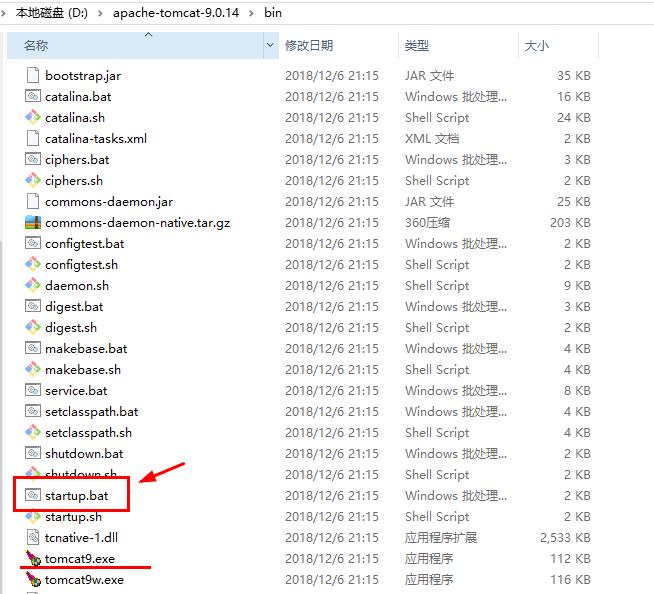 本地磁盘 (D:) > apache-tomcat-9.0.14 > bin
名称 修改日期 类型 大小
bootstrap.jar 2018/12/6 21:15 JAR 文件 35 KB
catalina.bat 2018/12/6 21:15 Windows 批处理... 16 KB
catalina.sh 2018/12/6 21:15 Shell Script 24 KB
catalina-tasks.xml 2018/12/6 21:15 XML 文档 2 KB
ciphers.bat 2018/12/6 21:15 Windows 批处理... 3 KB
ciphers.sh 2018/12/6 21:15 Shell Script 2 KB
commons-daemon.jar 2018/12/6 21:15 JAR 文件 25 KB
commons-daemon-native.tar.gz 2018/12/6 21:15 360压缩 203 KB
configtest.bat 2018/12/6 21:15 Windows 批处理... 2 KB
configtest.sh 2018/12/6 21:15 Shell Script 2 KB
daemon.sh 2018/12/6 21:15 Shell Script 9 KB
digest.bat 2018/12/6 21:15 Windows 批处理... 3 KB
digest.sh 2018/12/6 21:15 Shell Script 2 KB
makebase.bat 2018/12/6 21:15 Windows 批处理... 4 KB
makebase.sh 2018/12/6 21:15 Shell Script 4 KB
service.bat 2018/12/6 21:15 Windows 批处理... 8 KB
setclasspath.bat 2018/12/6 21:15 Windows 批处理... 4 KB
setclasspath.sh 2018/12/6 21:15 Shell Script 4 KB
shutdown.bat 2018/12/6 21:15 Windows 批处理... 2 KB
shutdown.sh 2018/12/6 21:15 Shell Script 2 KB
startup.bat 2018/12/6 21:15 Windows 批处理... 2 KB
startup.sh 2018/12/6 21:15 Shell Script 2 KB
tcnative-1.dll 2018/12/6 21:15 应用程序扩展 2,533 KB
tomcat9.exe 2018/12/6 21:15 应用程序 112 KB
tomcat9w.exe 2018/12/6 21:15 应用程序 116 KB